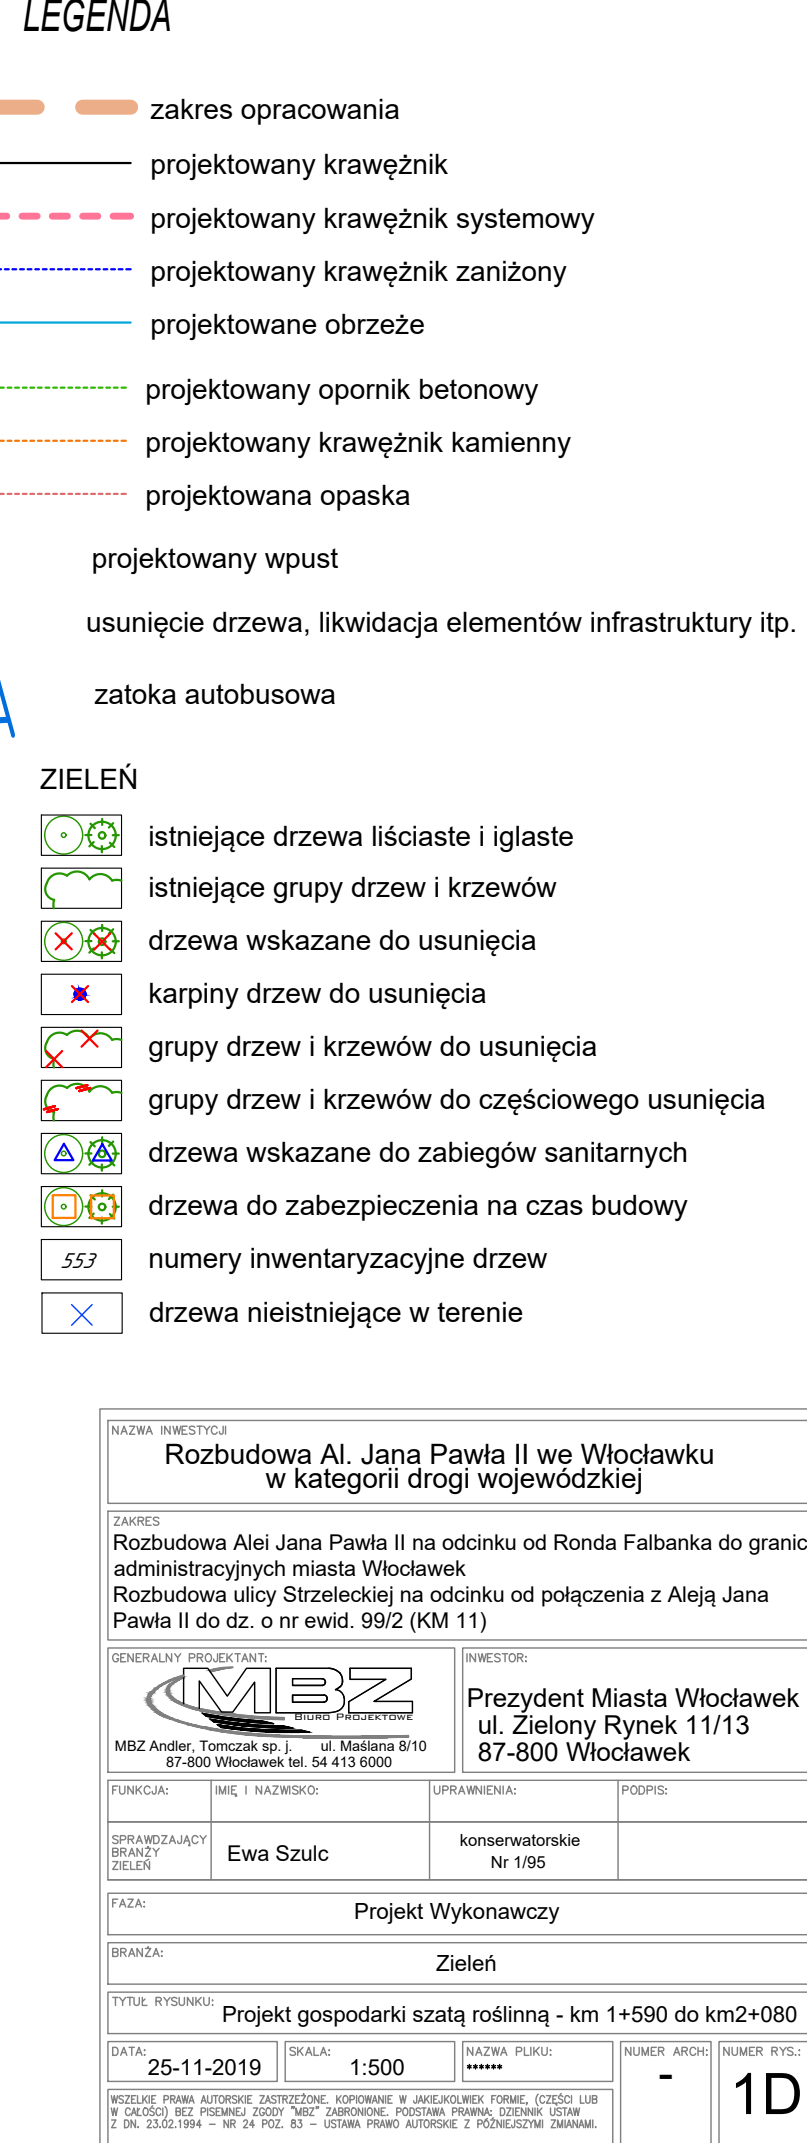 LEGENDA
zakres opracowania
projektowany krawężnik
projektowany krawężnik systemowy
projektowany krawężnik zaniżony
projektowane obrzeże
projektowany opornik betonowy
projektowany krawężnik kamienny
projektowana opaska
projektowany wpust
usunięcie drzewa, likwidacja elementów infrastruktury itp.
zatoka autobusowa
ZIELEŃ
istniejące drzewa liściaste i iglaste
istniejące grupy drzew i krzewów
drzewa wskazane do usunięcia
karpiny drzew do usunięcia
grupy drzew i krzewów do usunięcia
grupy drzew i krzewów do częściowego usunięcia
drzewa wskazane do zabiegów sanitarnych
drzewa do zabezpieczenia na czas budowy
553 numery inwentaryzacyjne drzew
drzewa nieistniejące w terenie
NAZWA INWESTYCJI
Rozbudowa Al. Jana Pawła II we Włocławku
w kategorii drogi wojewódzkiej
ZAKRES
Rozbudowa Alei Jana Pawła II na odcinku od Ronda Falbanka do granic
administracyjnych miasta Włocławek
Rozbudowa ulicy Strzeleckiej na odcinku od połączenia z Aleją Jana
Pawła II do dz. o nr ewid. 99/2 (KM 11)
GENERALNY PROJEKTANT:
MBZ
BIURO PROJEKTOWE
MBZ Andler, Tomczak sp. j. ul. Maślana 8/10
87-800 Włocławek tel. 54 413 6000
INWESTOR:
Prezydent Miasta Włocławek
ul. Zielony Rynek 11/13
87-800 Włocławek
FUNKCJA: IMIĘ I NAZWISKO: UPRAWNIENIA: PODPIS:
SPRAWDZAJĄCY
BRANŻY
ZIELEŃ
Ewa Szulc
konserwatorskie
Nr 1/95
FAZA:
Projekt Wykonawczy
BRANŻA:
Zieleń
TYTUŁ RYSUNKU:
Projekt gospodarki szatą roślinną - km 1+590 do km2+080
DATA: SKALA: NAZWA PLIKU: NUMER ARCH: NUMER RYS.:
25-11-2019 1:500 ****** - 1D
WSZELKIE PRAWA AUTORSKIE ZASTRZEŻONE. KOPIOWANIE W JAKIEJKOLWIEK FORMIE, (CZĘŚCI LUB
W CAŁOŚCI) BEZ PISEMNEJ ZGODY "MBZ" ZABRONIONE. PODSTAWA PRAWNA: DZIENNIK USTAW
Z DN. 23.02.1994 – NR 24 POZ. 83 – USTAWA PRAWO AUTORSKIE Z PÓŹNIEJSZYMI ZMIANAMI.